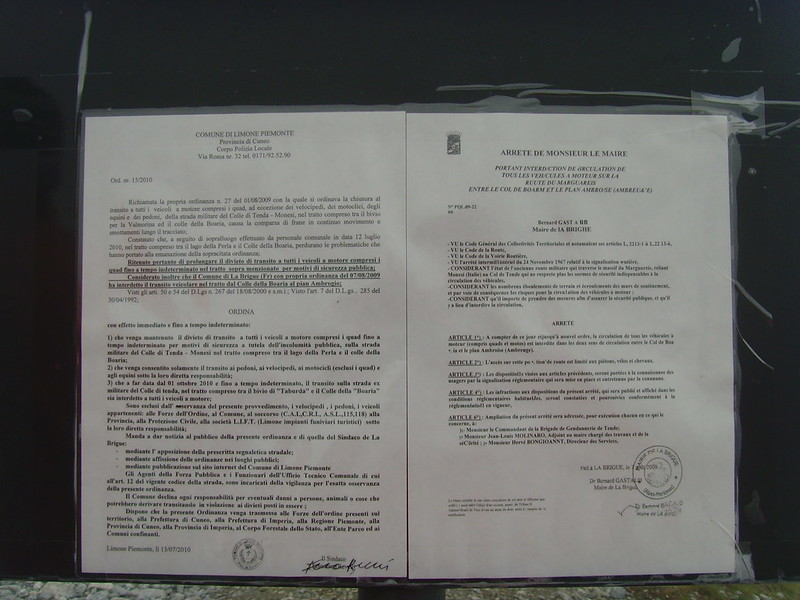 COMUNE DI LIMONE PIEMONTE
Provincia di Cuneo
Corpo Polizia Locale
Via Roma nr. 32 tel. 0171/92.52.90
Ord. nr. 13/2010
Richiamata la propria ordinanza n. 27 del 01/08/2009 con la quale si ordinava la chiusura al
transito a tutti i veicoli a motore compresi i quad, ad eccezione dei velocipedi, dei motocicli, degli
equini e dei pedoni, della strada militare del Colle di Tenda - Monesi, nel tratto compreso tra il bivio
per la Valmorina ed il colle della Boaria, causa la comparsa di frane in continuo movimento e
smottamenti lungo il tracciato;
Constatato che, a seguito di sopralluogo effettuato da personale comunale in data 12 luglio
2010, nel tratto compreso tra il lago della Perla e il Colle della Boaria, perdurano le problematiche
che hanno portato alla emanazione della sopracitata ordinanza;
Ritenuto pertanto di prolungare il divieto di transito a tutti i veicoli a motore compresi i
quad fino a tempo indeterminato nel tratto sopra menzionato per motivi di sicurezza pubblica;
Considerato inoltre che il Comune di La Brigue (Fr) con propria ordinanza del 07/08/2009
ha interdetto il transito veicolare nel tratto dal Colle della Boaria al pian Ambrogio;
Visti gli artt. 50 e 54 del D.Lgs n. 267 del 18/08/2000 e s.m.i ; Visto l'art. 7 del D.Lgs., 285 del
30/04/1992;
ORDINA
con effetto immediato e fino a tempo indeterminato:
1) che venga mantenuto il divieto di transito a tutti i veicoli a motore compresi i quad fino a
tempo indeterminato per motivi di sicurezza a tutela dell'incolumità pubblica, sulla strada
militare del Colle di Tenda - Monesi nel tratto compreso tra il lago della Perla e il colle della
Boaria;
2) che venga consentito solamente il transito ai pedoni, ai velocipedi, ai motocicli (esclusi i quad) e
agli equini sotto la loro diretta responsabilità;
3) che a far data dal 01 ottobre 2010 e fino a tempo indeterminato, il transito sulla strada ex
militare del Colle di tenda, nel tratto compreso tra il bivio di "Taburda" e il Colle della "Boaria"
sia interdetto a tutti i veicoli a motore;
Sono esclusi dall'osservanza del presente provvedimento, i velocipedi , i pedoni, i veicoli
appartenenti: alle Forze dell'Ordine, al Comune, al soccorso (C.A.I.,C.R.I., A.S.L.,115,118) alla
Provincia, alla Protezione Civile, alla società L.I.F.T. (Limone impianti funiviari turistici) sotto
la loro diretta responsabilità;
Manda a dar notizia al pubblico della presente ordinanza e di quella del Sindaco de La
Brigue:
- mediante l'apposizione della prescritta segnaletica stradale;
- mediante affissione delle ordinanze nei luoghi pubblici;
- mediante pubblicazione sul sito internet del Comune di Limone Piemonte
Gli Agenti della Forza Pubblica e i Funzionari dell'Ufficio Tecnico Comunale di cui
all'art. 12 del vigente codice della strada, sono incaricati della vigilanza per l'esatta osservanza
della presente ordinanza.
Il Comune declina ogni responsabilità per eventuali danni a persone, animali o cose che
potrebbero derivare transitando in violazione ai divieti posti in essere ;
Dispone che la presente Ordinanza venga trasmessa alle Forze dell'ordine presenti sul
territorio, alla Prefettura di Cuneo, alla Prefettura di Imperia, alla Regione Piemonte, alla
Provincia di Cuneo, alla Provincia di Imperia, al Corpo Forestale dello Stato, all'Ente Parco ed ai
Comuni confinanti.
Limone Piemonte, li 13/07/2010
Il Sindaco
ARRETE DE MONSIEUR LE MAIRE
PORTANT INTERDICTION DE CIRCULATION DE
TOUS LES VEHICULES A MOTEUR SUR LA
ROUTE DU MARGUAREIS
ENTRE LE COL DE BOARM ET LE PLAN AMBROSE (AMBREUA'E)
N° POL-09-22
Bernard GAST
Maire de LA BRIGHE
- VU le Code Général des Collectivités Territoriales et notamment ses articles L,
- VU le Code de la Route,
- VU le Code de la Voirie Routière,
- VU l'arrêté interministériel du 24 Novembre 1967 relatif à la signalisation routière,
- CONSIDERANT l'état de l'ancienne route militaire qui traverse le massif du Marguareis, reliant
Monesi (Italie) au Col de Tende qui ne respecte plus les normes de sécurité indispensables à la
circulation des véhicules,
- CONSIDERANT les nombreux éboulements de terrain et écroulements des murs de soutènement,
et par voie de conséquence les risques pour la circulation des véhicules à moteur ;
- CONSIDERANT qu'il importe de prendre des mesures afin d'assurer la sécurité publique, et qu'il
y a lieu d'interdire la circulation,
ARRETE
ARTICLE 1°) : A compter de ce jour jusqu'à nouvel ordre, la circulation de tous les véhicules à
moteur (compris quads et motos) est interdite dans les deux sens de circulation entre le Col de Boa
ARTICLE 2°) : L'accès sur cette route est limité aux piétons, vélos et chevaux.
ARTICLE 3°) : Les dispositifs visées aux articles précédents, seront portées à la connaissance des
usagers par la signalisation réglementaire qui sera mise en place et entretenue par la commune.
ARTICLE 4°) : Les infractions aux dispositions du présent arrêté, qui sera publié et affiché dans les
conditions réglementaires habituelles, seront constatées et poursuivies conformément à la
réglementation en vigueur,
ARTICLE 6°) : Ampliation du présent arrêté sera adressée, pour exécution chacun en ce qui le
concerne, à:
Monsieur le Commandant de la Brigade de Gendarmerie de Tende;
Monsieur Jean-Louis MOLINARO, Adjoint au maire chargé des travaux et de la
Monsieur Hervé BONGIOANNT, Directeur des Services,
Fait à LA BRIGUE, le
Dr Bernard GASTAUD
Maire de La Brigue
Dr Bernard GASTAUD
Maire de LA BRIGUE